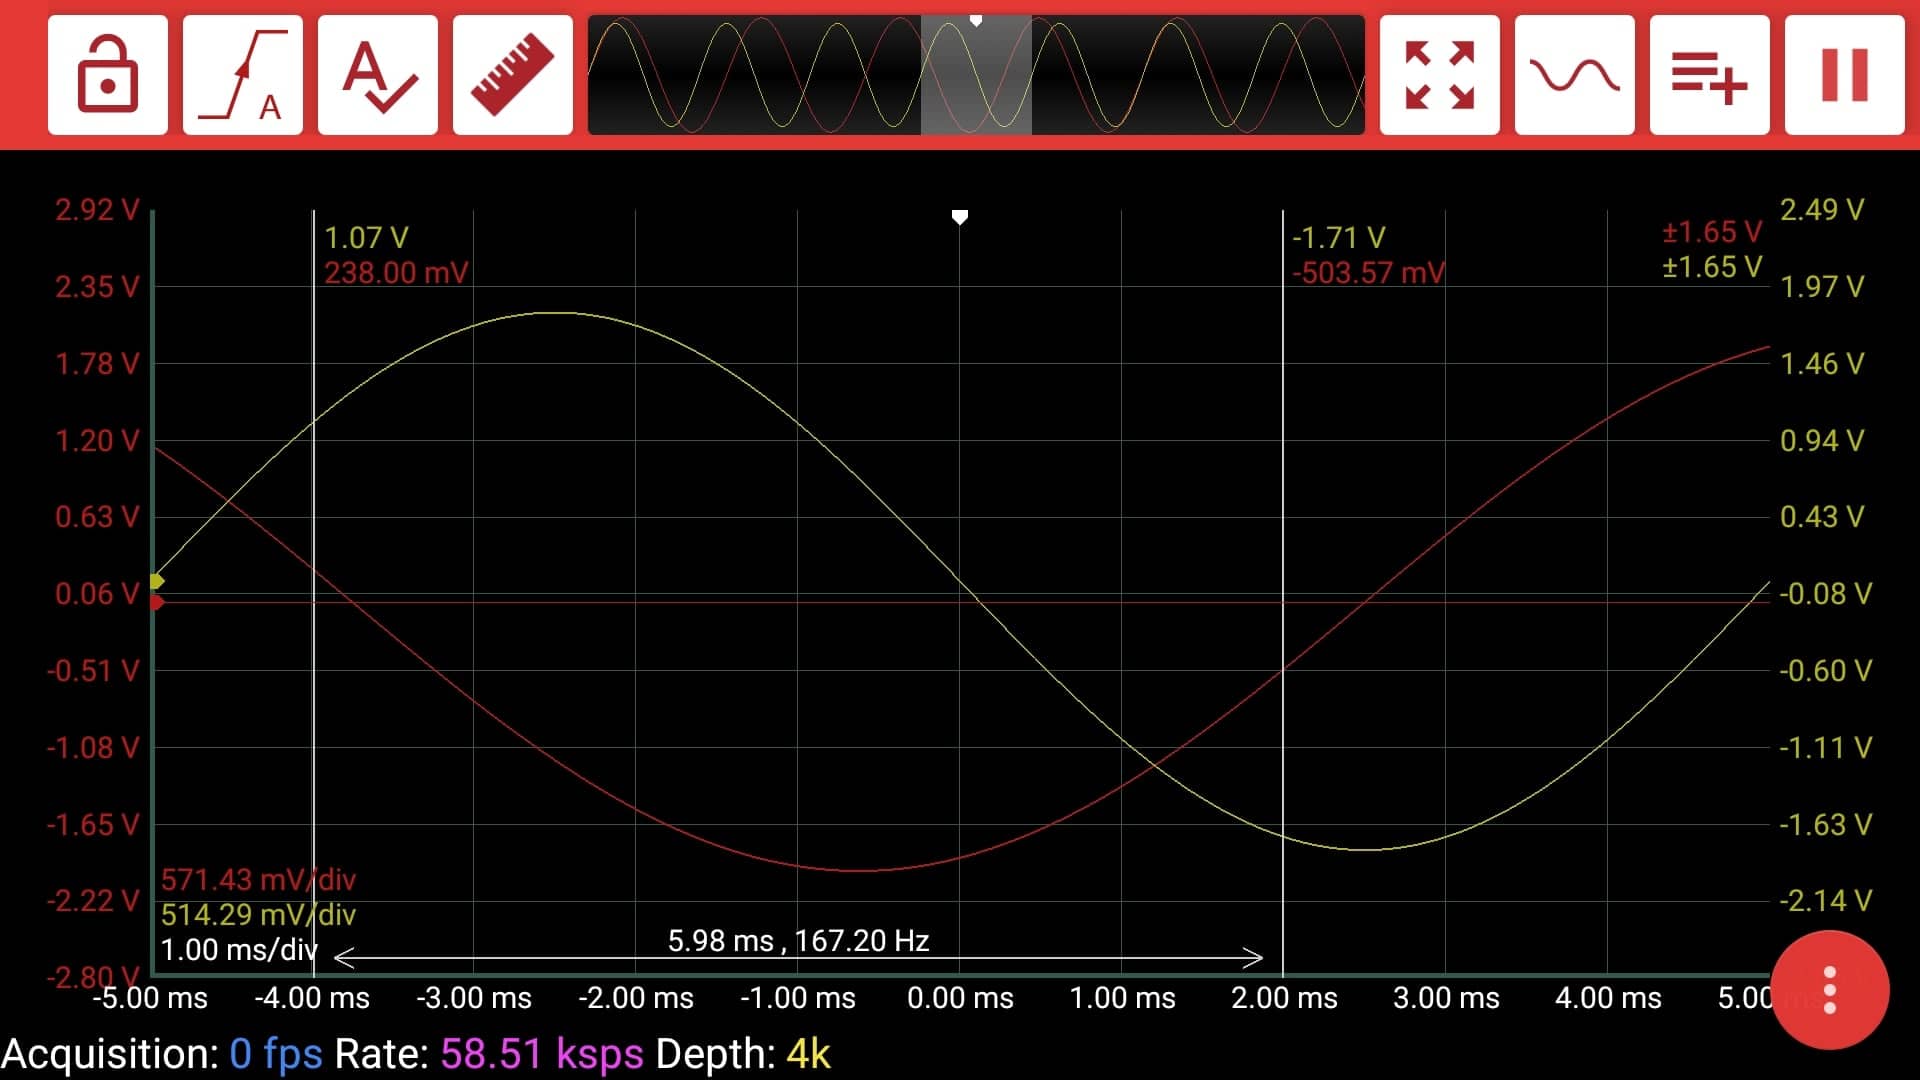 A
A
2.92 V
2.35 V
1.78 V
1.20 V
0.63 V
0.06 V
-0.51 V
-1.08 V
-1.65 V
-2.22 V
-2.80 V
1.07 V
238.00 mV
-1.71 V
-503.57 mV
±1.65 V
±1.65 V
2.49 V
1.97 V
1.46 V
0.94 V
0.43 V
-0.08 V
-0.60 V
-1.11 V
-1.63 V
-2.14 V
571.43 mV/div
514.29 mV/div
1.00 ms/div
5.98 ms , 167.20 Hz
-5.00 ms -4.00 ms -3.00 ms -2.00 ms -1.00 ms 0.00 ms 1.00 ms 2.00 ms 3.00 ms 4.00 ms 5.00
Acquisition: 0 fps Rate: 58.51 ksps Depth: 4k